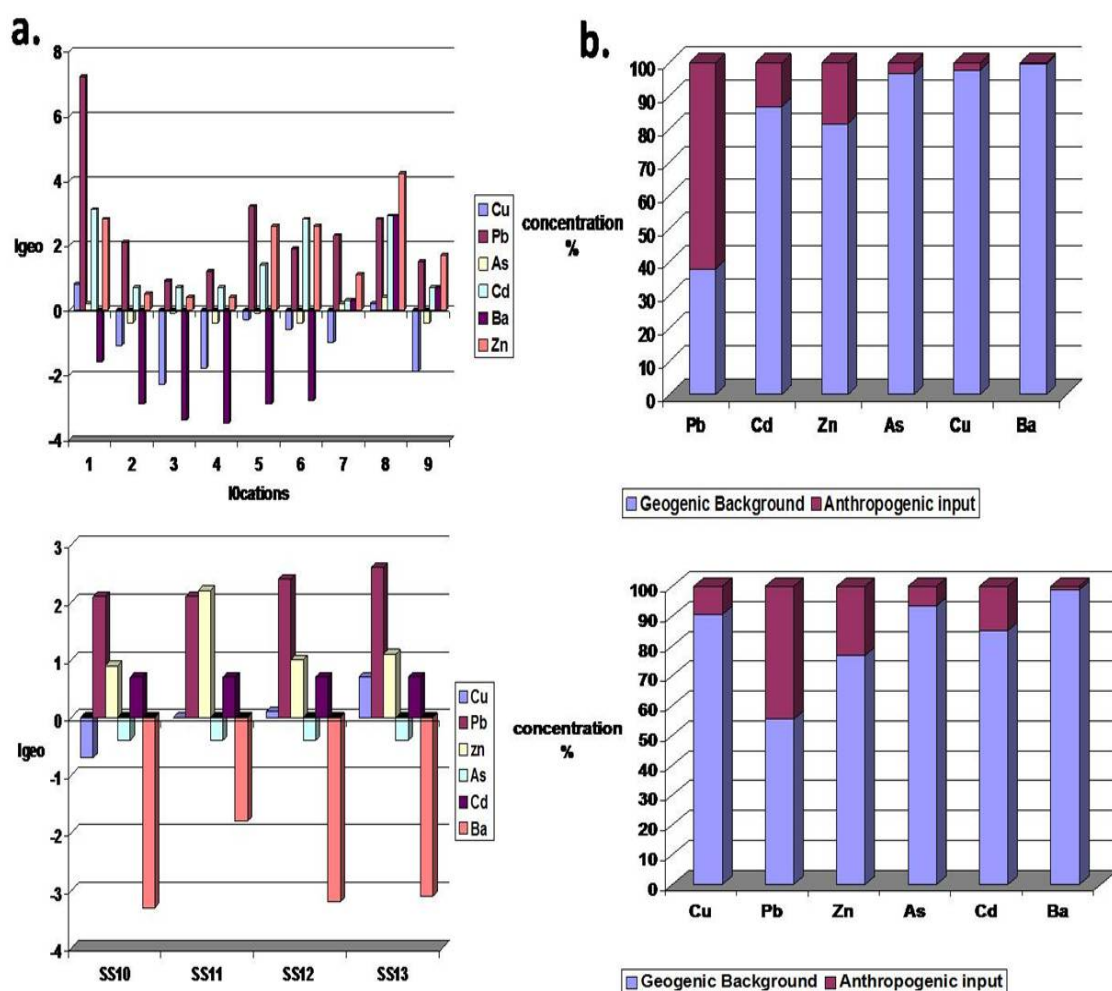 a.
8
6
4
2
0
-2
-4
Igeo
1 2 3 4 5 6 7 8 9
l0cations
Cu
Pb
As
Cd
Ba
Zn
b.
100
90
80
70
60
50
40
30
20
10
0
concentration
%
Pb Cd Zn As Cu Ba
Geogenic Background Anthropogenic input
3
2
1
0
-1
-2
-3
-4
Igeo
SS10 SS11 SS12 SS13
Cu
Pb
zn
As
Cd
Ba
100
90
80
70
60
50
40
30
20
10
0
concentration
%
Cu Pb Zn As Cd Ba
Geogenic Background Anthropogenic input